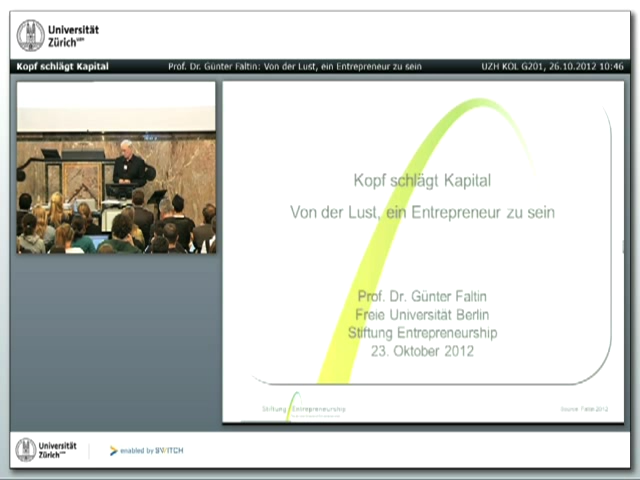 Universität
Zürich UZH
Kopf schlägt Kapital
Prof. Dr. Günter Faltin: Von der Lust, ein Entrepreneur zu sein
UZH KOL G201, 26.10.2012 10:46
Kopf schlägt Kapital
Von der Lust, ein Entrepreneur zu sein
Prof. Dr. Günter Faltin
Freie Universität Berlin
Stiftung Entrepreneurship
23. Oktober 2012
Stiftung Entrepreneurship
Source: Faltin 2012
Universität
Zürich UZH
enabled by SWITCH